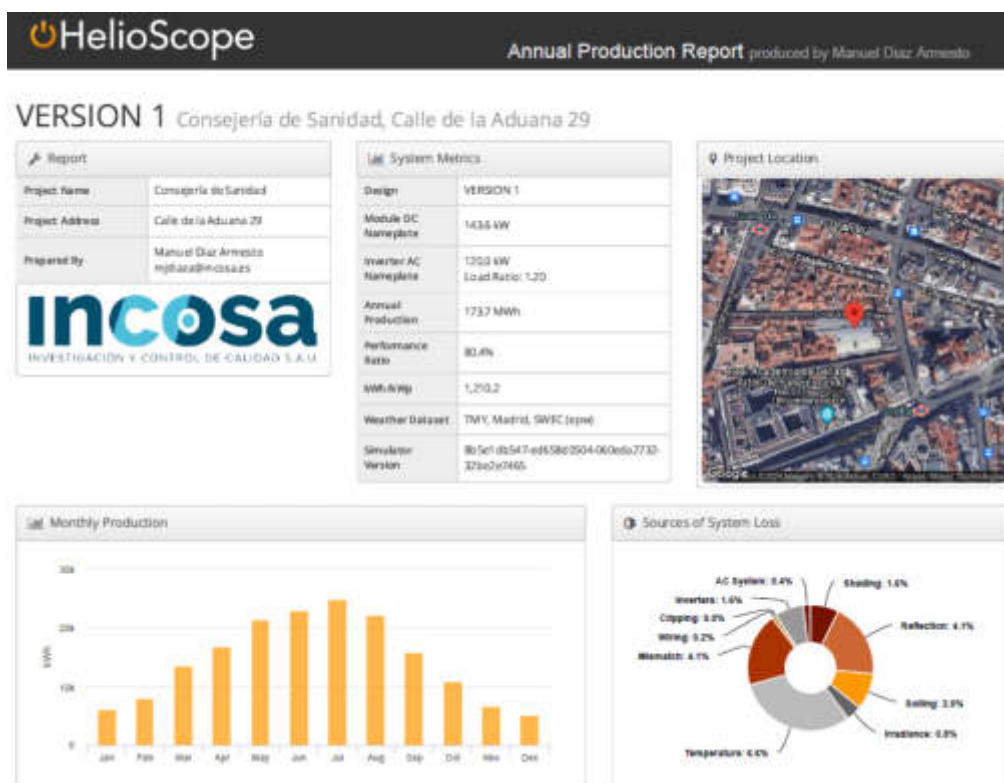 HelioScope
Annual Production Report produced by Manuel Diaz Armesto
VERSION 1 Consejería de Sanidad, Calle de la Aduana 29
Report
Project Name Consejería de Sanidad
Project Address Calle de la Aduana 29
Prepared By Manuel Diaz Armesto
mjdiaza@incosa.es
incosa
INVESTIGACIÓN Y CONTROL DE CALIDAD S.A.U.
System Metrics
Design VERSION 1
Module DC Nameplate 143.6 kW
Inverter AC Nameplate 120.0 kW
Load Ratio: 1.20
Annual Production 173.7 MWh
Performance Ratio 80.4%
kWh/kWp 1,210.2
Weather Dataset TMY, Madrid, SWEC (epw)
Simulator Version
Project Location
Google
Monthly Production
kWh
30k
20k
10k
0
Jan Feb Mar Apr May Jun Jul Aug Sep Oct Nov Dec
Sources of System Loss
AC System: 0.4%
Shading: 1.6%
Inverters: 1.6%
Clipping: 0.0%
Wiring: 0.2%
Mismatch: 4.1%
Reflection: 4.1%
Soiling: 2.0%
Irradiance: 0.8%
Temperature: 6.6%